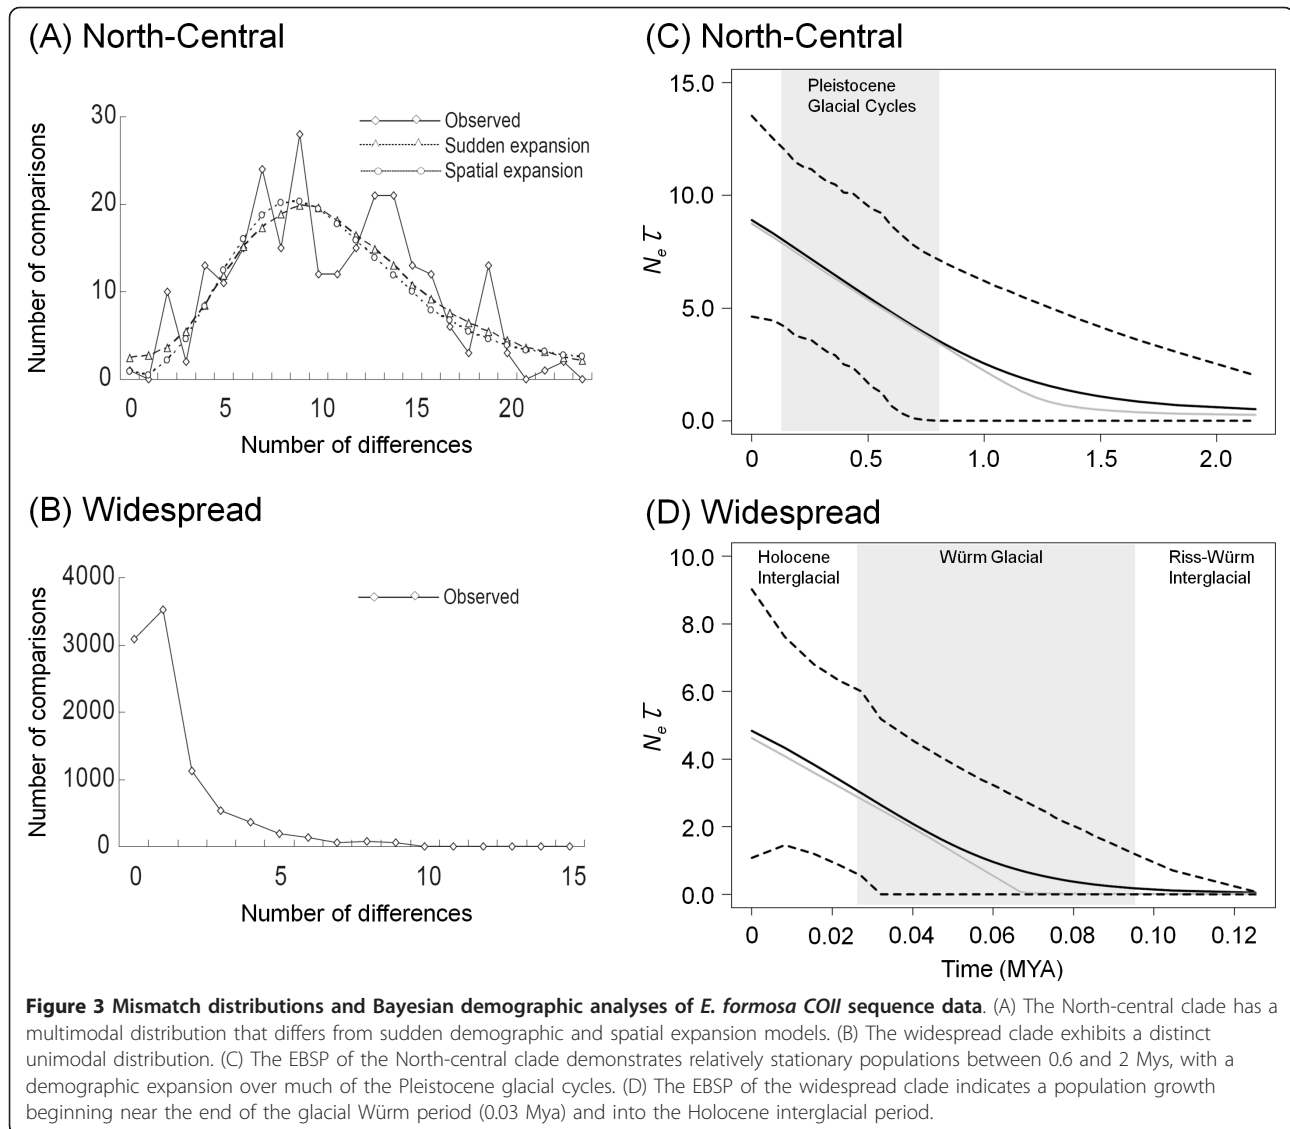 (A) North-Central
30
20
10
0
Number of comparisons
Observed
Sudden expansion
Spatial expansion
0 5 10 15 20
Number of differences
(B) Widespread
4000
3000
2000
1000
0
Number of comparisons
Observed
0 5 10 15
Number of differences
(C) North-Central
15.0
10.0
5.0
0.0
Nₑ τ
Pleistocene
Glacial Cycles
0 0.5 1.0 1.5 2.0
(D) Widespread
10.0
8.0
6.0
4.0
2.0
0.0
Nₑ τ
Holocene
Interglacial
Würm Glacial
Riss-Würm
Interglacial
0 0.02 0.04 0.06 0.08 0.10 0.12
Time (MYA)
Figure 3 Mismatch distributions and Bayesian demographic analyses of E. formosa COII sequence data. (A) The North-central clade has a
multimodal distribution that differs from sudden demographic and spatial expansion models. (B) The widespread clade exhibits a distinct
unimodal distribution. (C) The EBSP of the North-central clade demonstrates relatively stationary populations between 0.6 and 2 Mys, with a
demographic expansion over much of the Pleistocene glacial cycles. (D) The EBSP of the widespread clade indicates a population growth
beginning near the end of the glacial Würm period (0.03 Mya) and into the Holocene interglacial period.